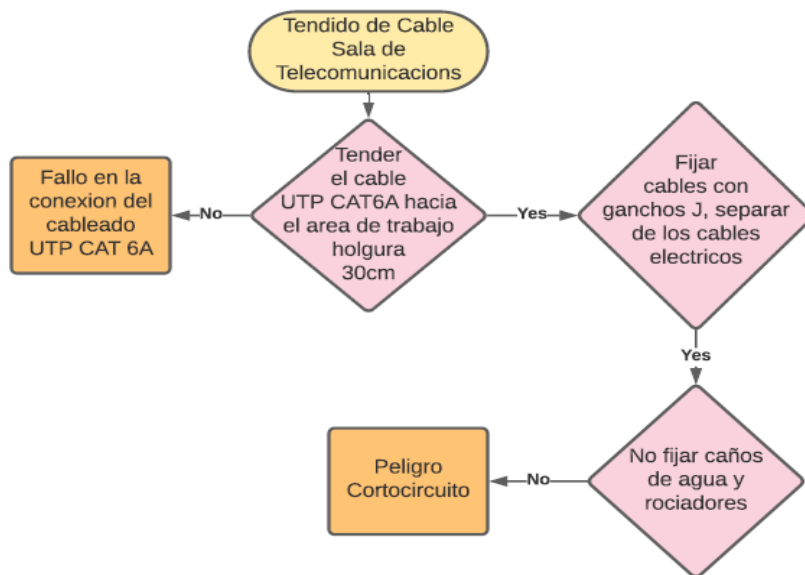 Tendido de Cable
Sala de
Telecomunicacions
Tender
el cable
UTP CAT6A hacia
el area de trabajo
holgura
30cm
No
Fallo en la
conexion del
cableado
UTP CAT 6A
Yes
Fijar
cables con
ganchos J, separar
de los cables
electricos
Yes
No fijar caños
de agua y
rociadores
No
Peligro
Cortocircuito